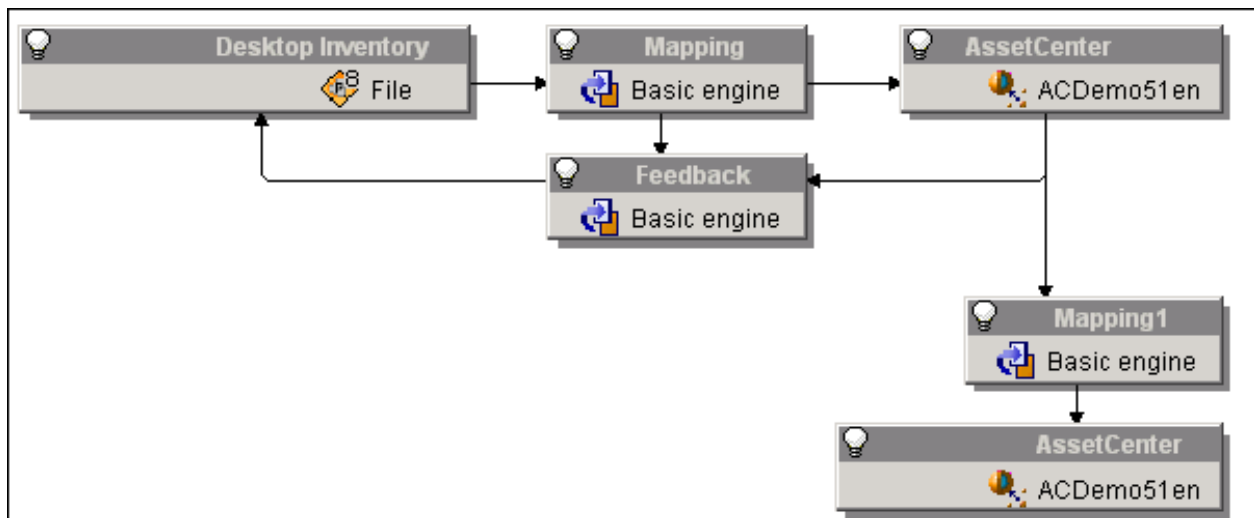 Desktop Inventory
File
Mapping
Basic engine
AssetCenter
ACDemo51en
Feedback
Basic engine
Mapping1
Basic engine
AssetCenter
ACDemo51en